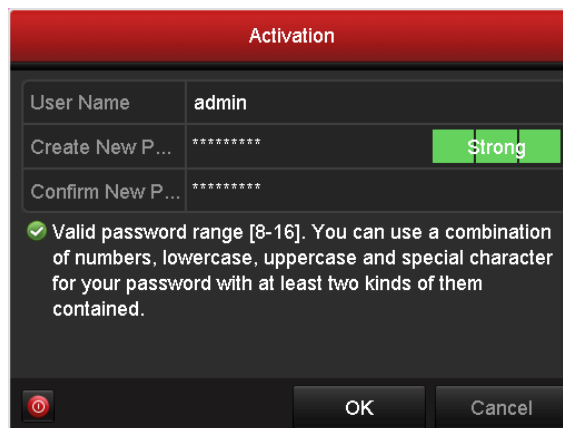 Activation
User Name admin
Create New P... ********* Strong
Confirm New P... *********
Valid password range [8-16]. You can use a combination
of numbers, lowercase, uppercase and special character
for your password with at least two kinds of them
contained.
OK Cancel